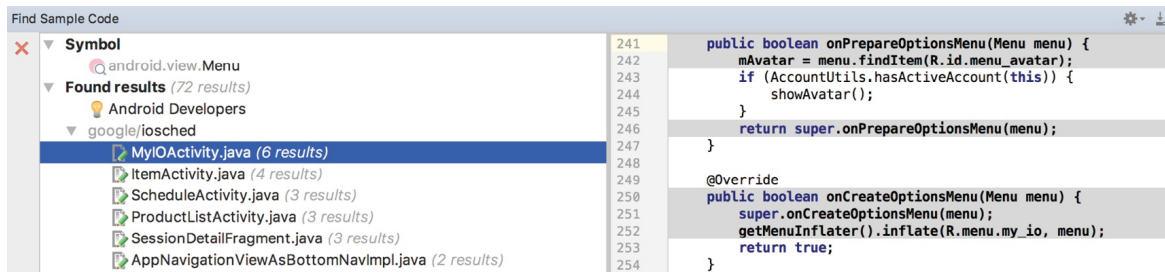 Find Sample Code
Symbol
android.view.Menu
Found results (72 results)
Android Developers
google/iosched
MyIOActivity.java (6 results)
ItemActivity.java (4 results)
ScheduleActivity.java (3 results)
ProductListActivity.java (3 results)
SessionDetailFragment.java (3 results)
AppNavigationViewAsBottomNavImpl.java (2 results)
241 public boolean onPrepareOptionsMenu(Menu menu) {
242 mAvatar = menu.findItem(R.id.menu_avatar);
243 if (AccountUtils.hasActiveAccount(this)) {
244 showAvatar();
245 }
246 return super.onPrepareOptionsMenu(menu);
247 }
248
249 @Override
250 public boolean onCreateOptionsMenu(Menu menu) {
251 super.onCreateOptionsMenu(menu);
252 getMenuInflater().inflate(R.menu.my_io, menu);
253 return true;
254 }